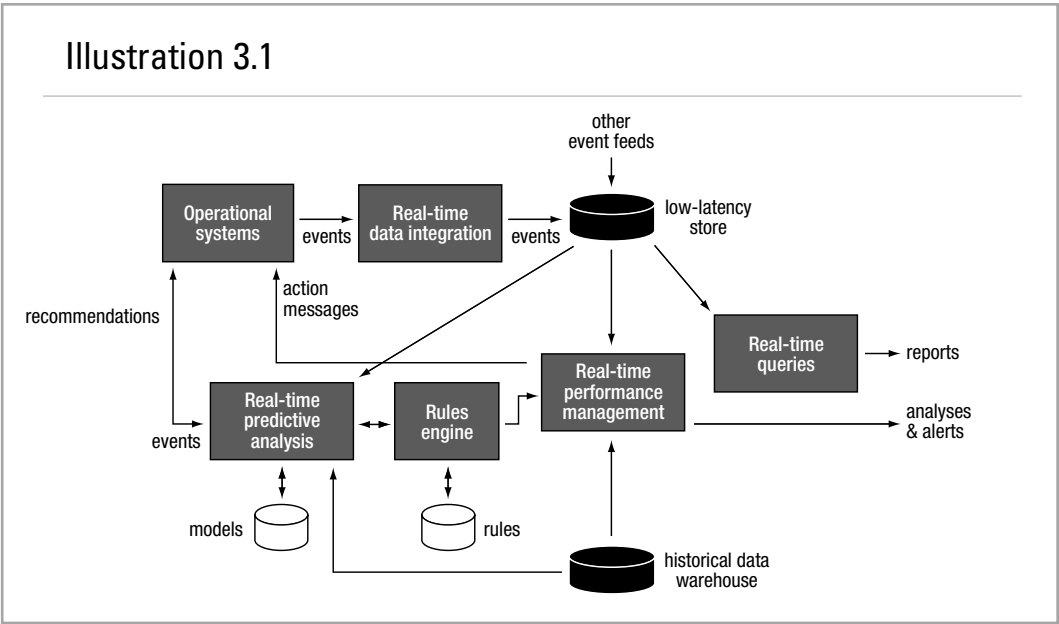 Illustration 3.1
other
event feeds
Operational
systems
events
Real-time
data integration
events
low-latency
store
recommendations
action
messages
Real-time
queries
reports
Real-time
performance
management
analyses
& alerts
Real-time
predictive
analysis
events
Rules
engine
models
rules
historical data
warehouse